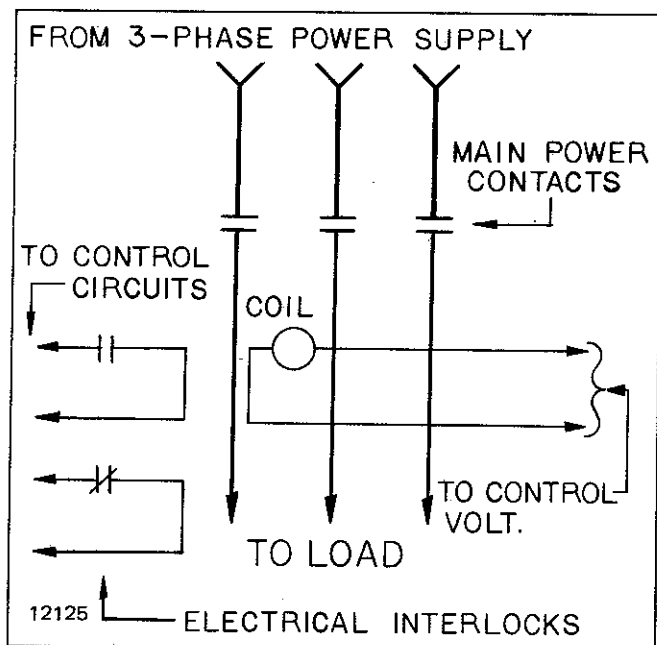 FROM 3-PHASE POWER SUPPLY
MAIN POWER
CONTACTS
TO CONTROL
CIRCUITS
COIL
TO CONTROL
VOLT.
TO LOAD
12125
ELECTRICAL INTERLOCKS